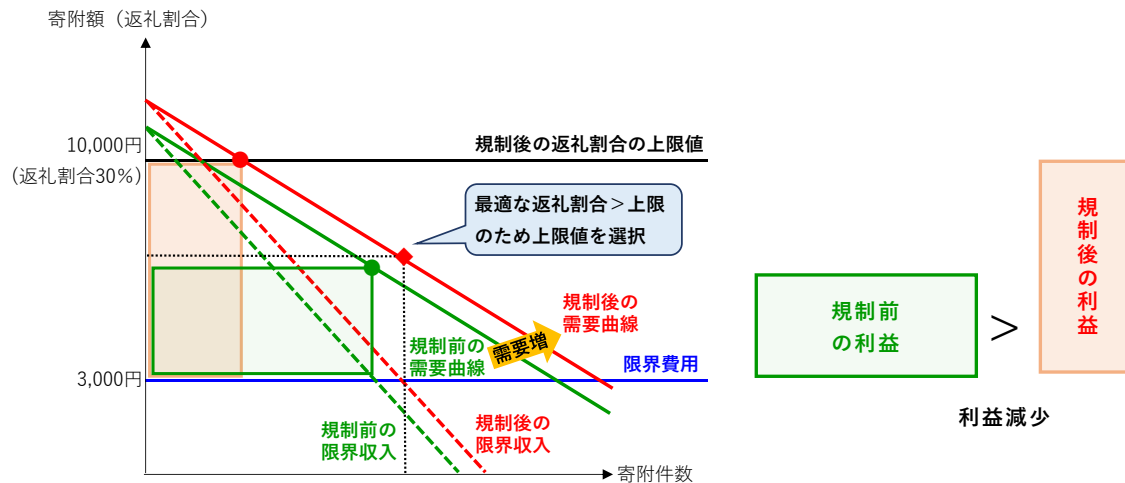 寄附額（返礼割合）
10,000円
（返礼割合30％）
規制後の返礼割合の上限値
最適な返礼割合＞上限
のため上限値を選択
規制後の
需要曲線
需要増
規制前の
需要曲線
限界費用
3,000円
規制前の
限界収入
規制後の
限界収入
寄附件数
規制前
の利益
＞
規制後の利益
利益減少